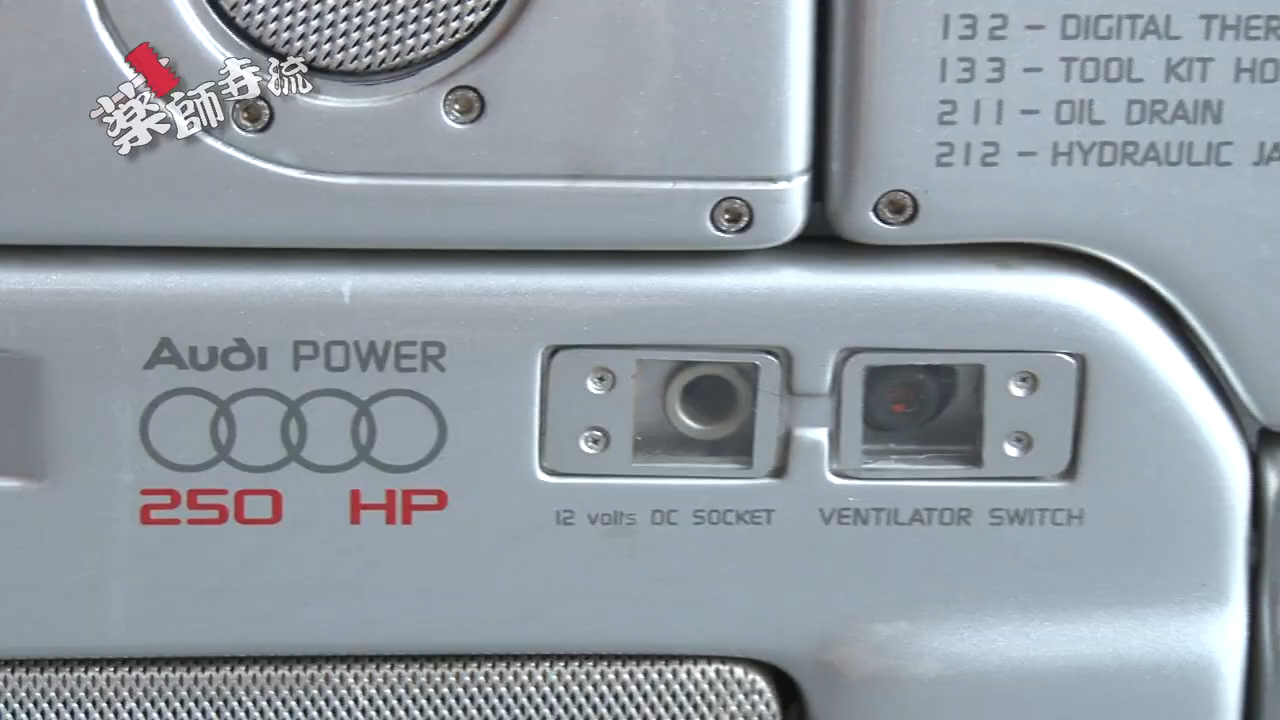 薬師寺流
132 - DIGITAL THER
133 - TOOL KIT HO
211 - OIL DRAIN
212 - HYDRAULIC JA
Audi POWER
250 HP
12 volts DC SOCKET
VENTILATOR SWITCH